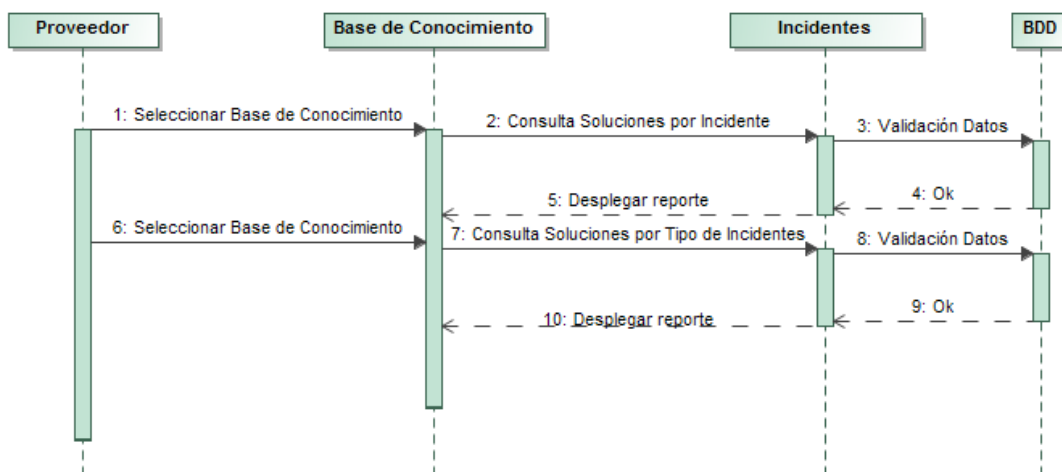 Proveedor
Base de Conocimiento
Incidentes
BDD
1: Seleccionar Base de Conocimiento
2: Consulta Soluciones por Incidente
3: Validación Datos
4: Ok
5: Desplegar reporte
6: Seleccionar Base de Conocimiento
7: Consulta Soluciones por Tipo de Incidentes
8: Validación Datos
9: Ok
10: Desplegar reporte